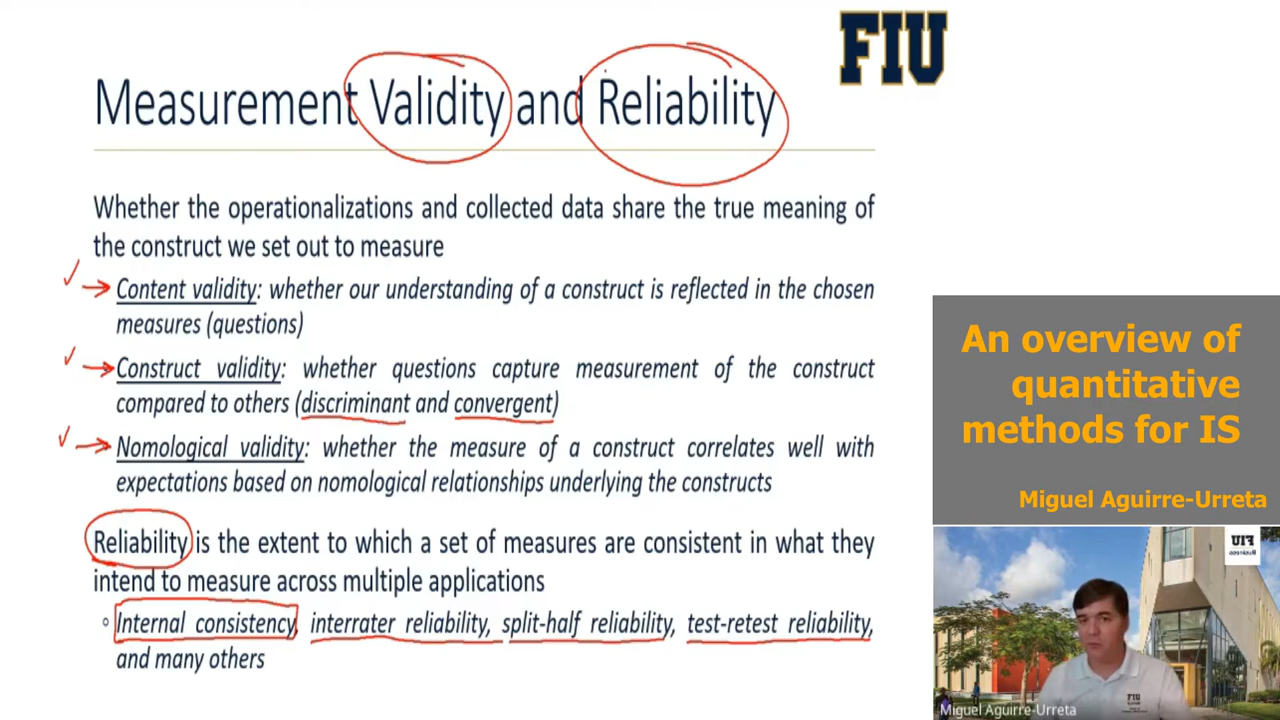 FIU
Measurement Validity and Reliability
Whether the operationalizations and collected data share the true meaning of
the construct we set out to measure
Content validity: whether our understanding of a construct is reflected in the chosen
measures (questions)
Construct validity: whether questions capture measurement of the construct
compared to others (discriminant and convergent)
Nomological validity: whether the measure of a construct correlates well with
expectations based on nomological relationships underlying the constructs
Reliability is the extent to which a set of measures are consistent in what they
intend to measure across multiple applications
◦ Internal consistency, interrater reliability, split-half reliability, test-retest reliability,
and many others
An overview of
quantitative
methods for IS
Miguel Aguirre-Urreta
FIU
Business
FIU
Miguel Aguirre-Urreta